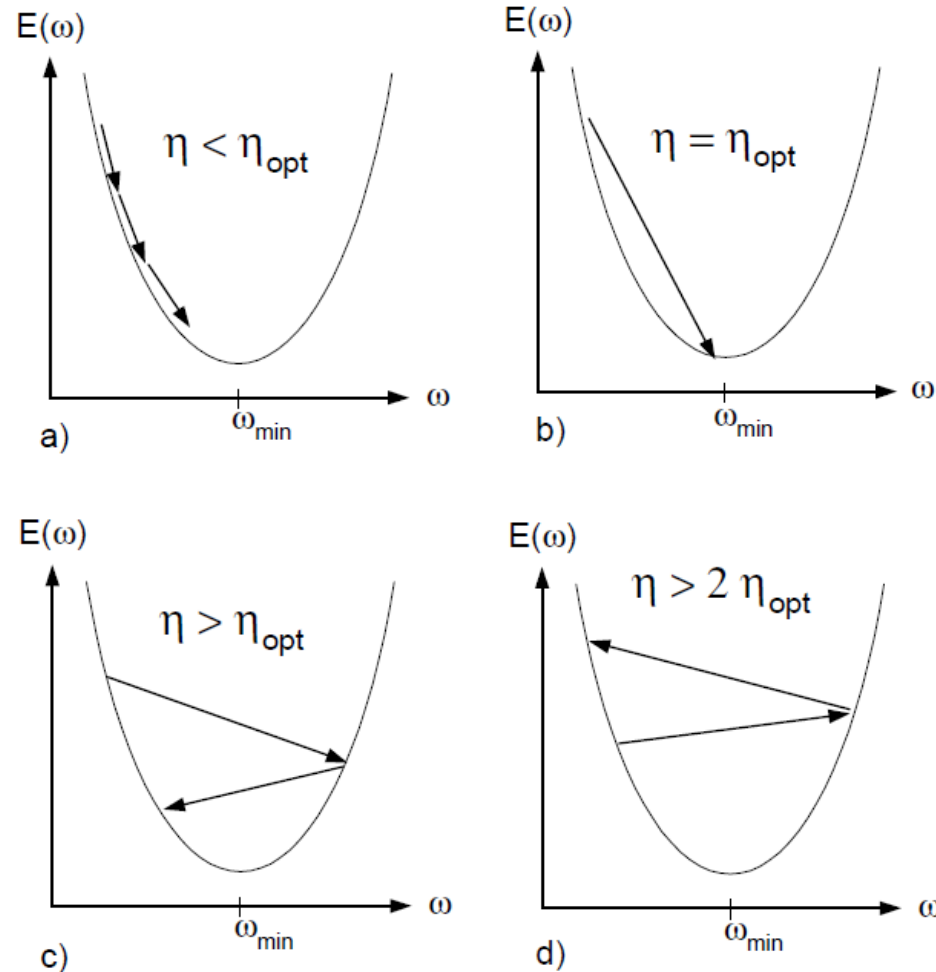 E(ω)
η < η_opt
ω
ω_min
a)
E(ω)
η = η_opt
ω
ω_min
b)
E(ω)
η > η_opt
ω
ω_min
c)
E(ω)
η > 2 η_opt
ω
ω_min
d)